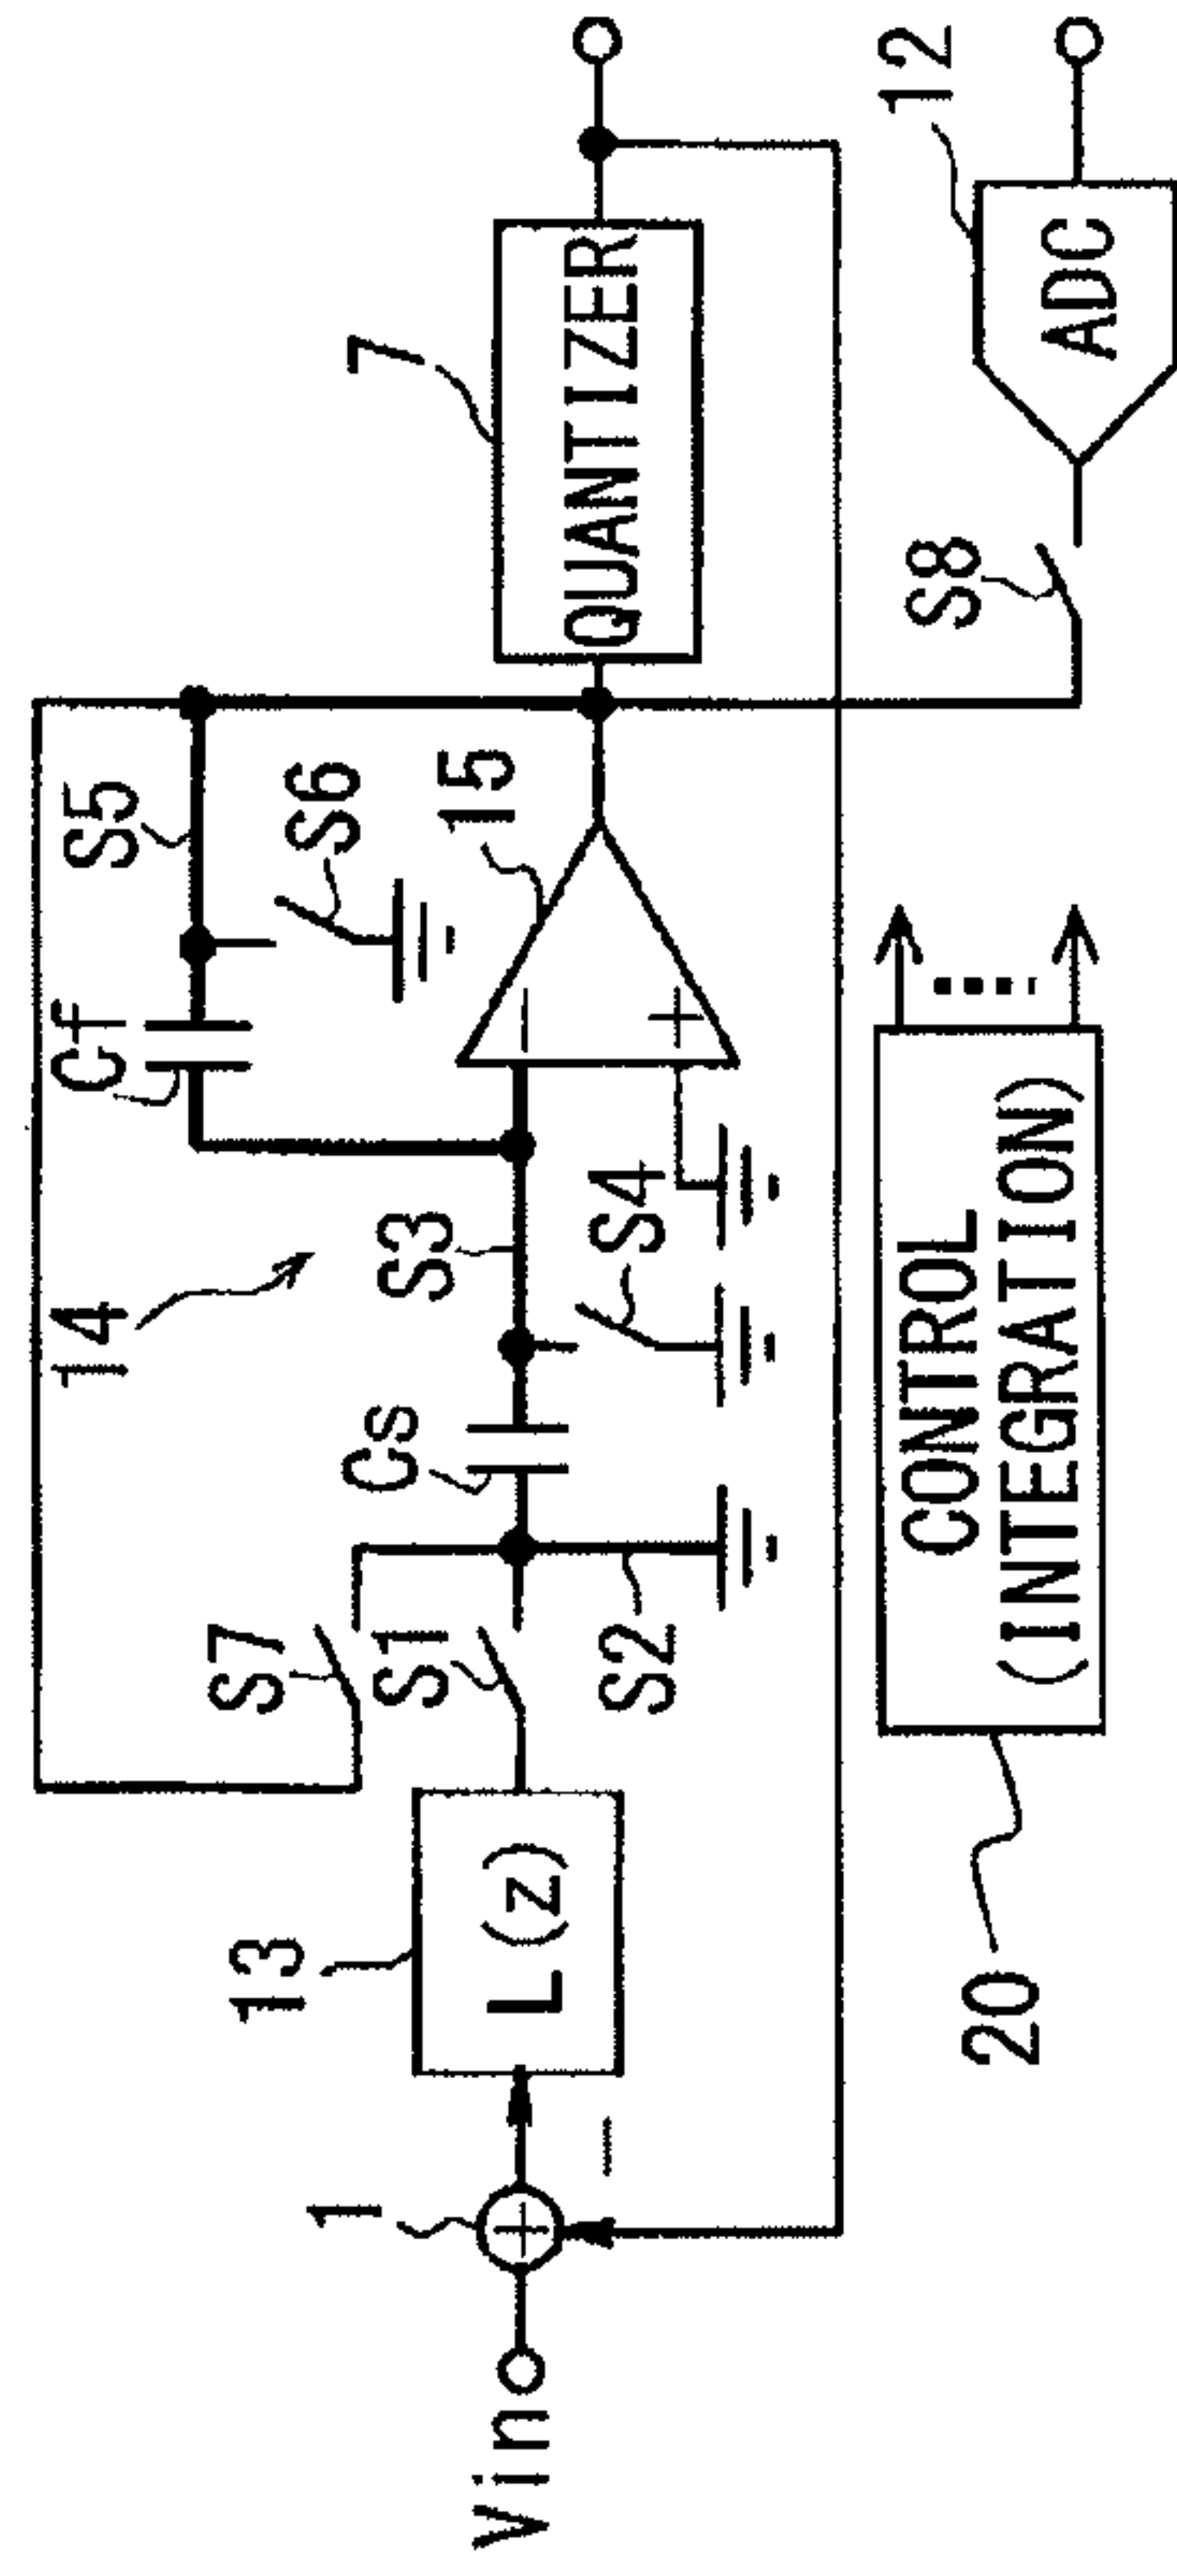 14
Cf
S5
S7
S3
S6
Cs
15
7
13
S1
S4
1
L(z)
S2
QUANTIZER
Vin
−
+
+
−
20
CONTROL
(INTEGRATION)
S8
12
ADC